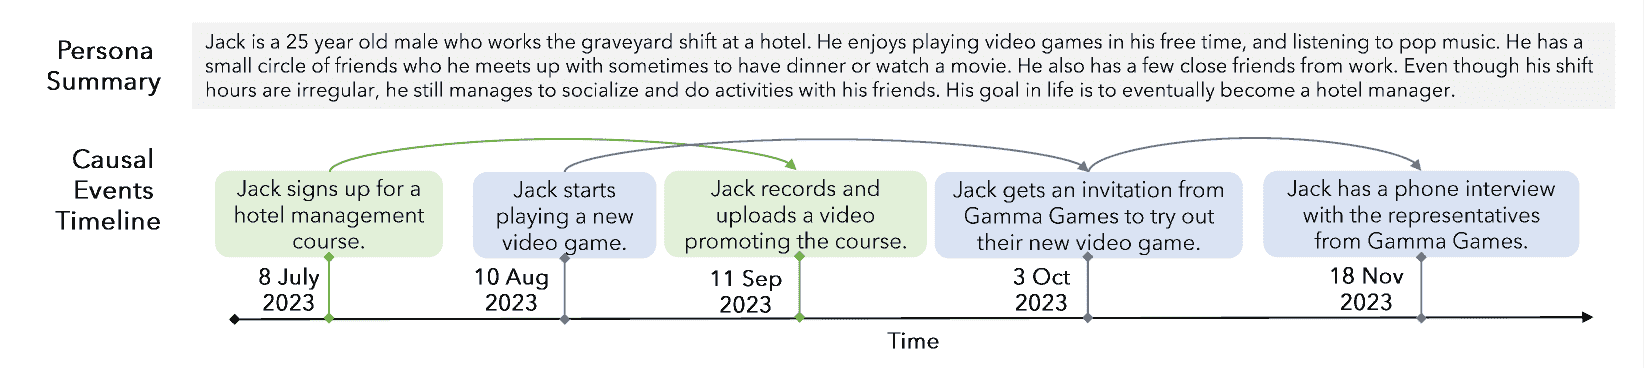 Persona
Summary
Jack is a 25 year old male who works the graveyard shift at a hotel. He enjoys playing video games in his free time, and listening to pop music. He has a
small circle of friends who he meets up with sometimes to have dinner or watch a movie. He also has a few close friends from work. Even though his shift
hours are irregular, he still manages to socialize and do activities with his friends. His goal in life is to eventually become a hotel manager.
Causal
Events
Timeline
Jack signs up for a
hotel management
course.
Jack starts
playing a new
video game.
Jack records and
uploads a video
promoting the course.
Jack gets an invitation from
Gamma Games to try out
their new video game.
Jack has a phone interview
with the representatives
from Gamma Games.
8 July
2023
10 Aug
2023
11 Sep
2023
3 Oct
2023
18 Nov
2023
Time